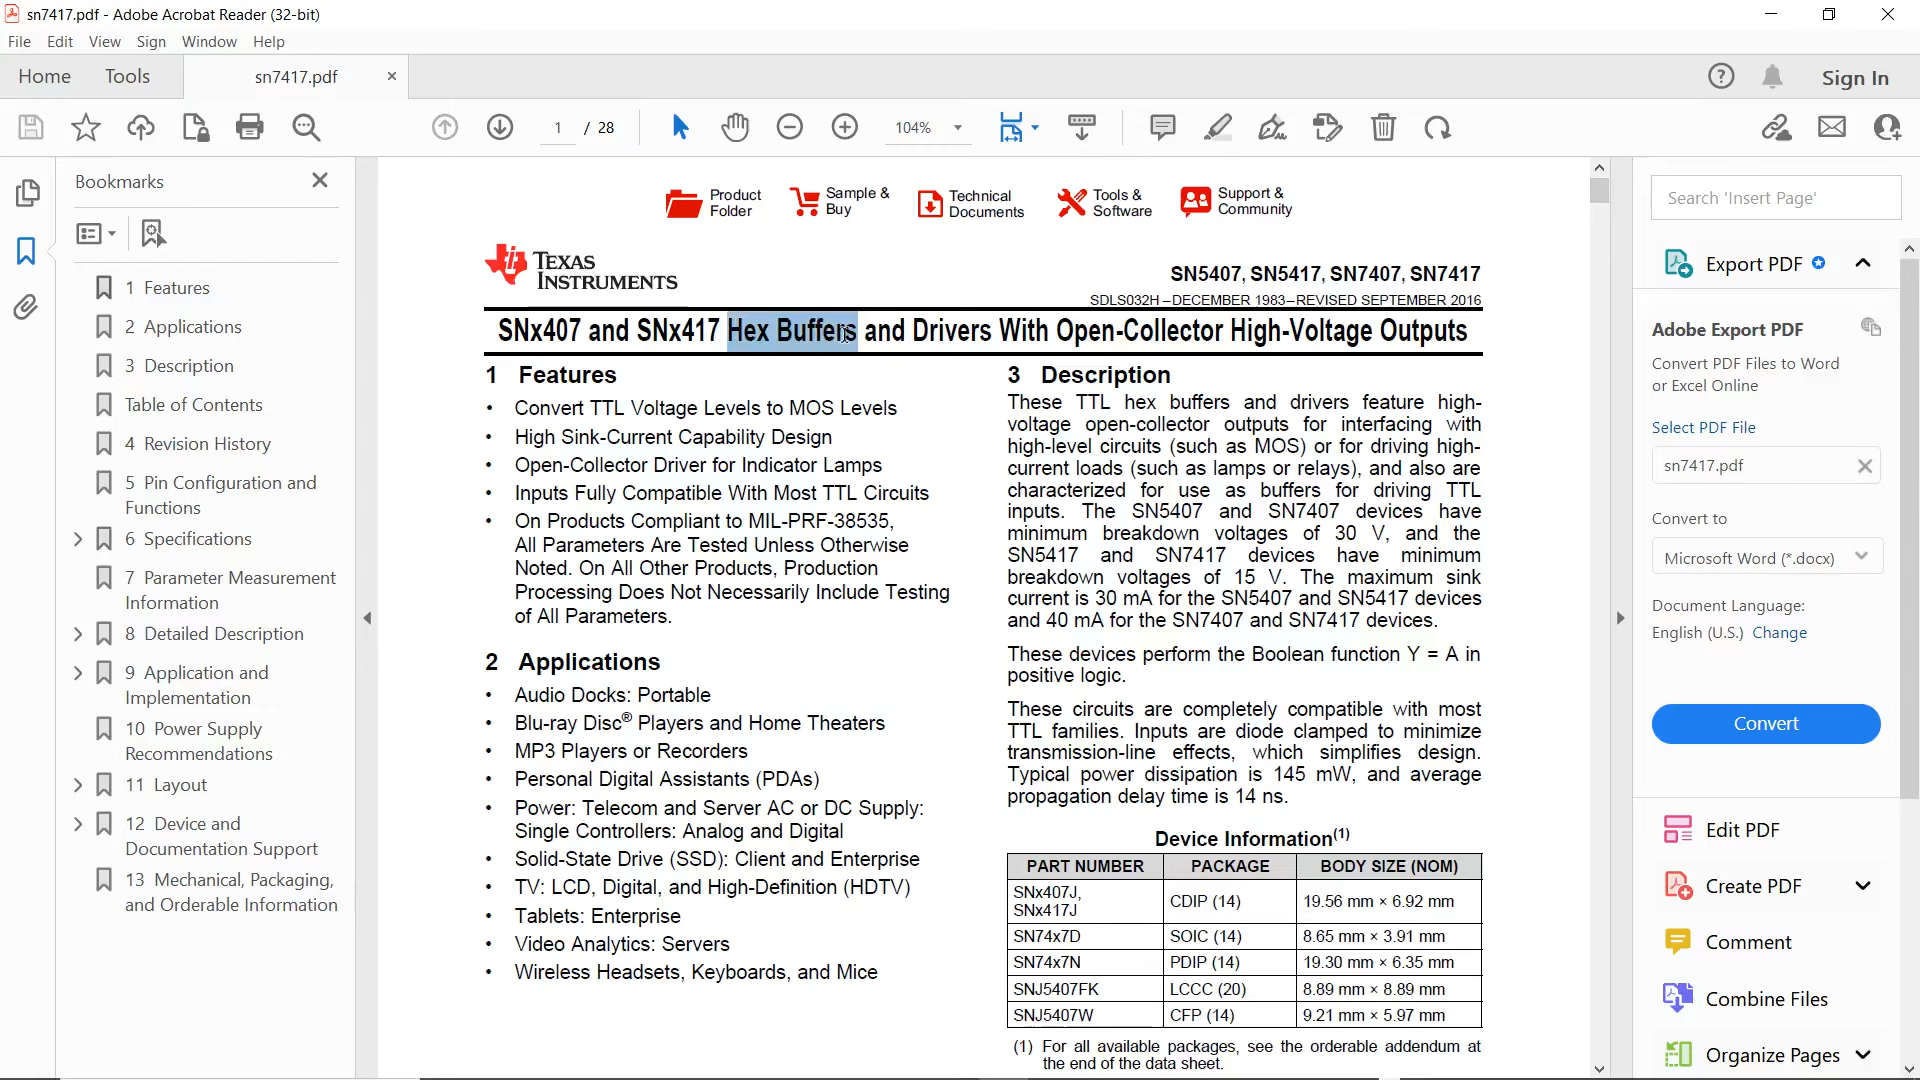 sn7417.pdf - Adobe Acrobat Reader (32-bit)
File Edit View Sign Window Help
Home Tools sn7417.pdf Sign In
1 / 28 104%
Bookmarks
1 Features
2 Applications
3 Description
Table of Contents
4 Revision History
5 Pin Configuration and
Functions
6 Specifications
7 Parameter Measurement
Information
8 Detailed Description
9 Application and
Implementation
10 Power Supply
Recommendations
11 Layout
12 Device and
Documentation Support
13 Mechanical, Packaging,
and Orderable Information
Product
Folder
Sample &
Buy
Technical
Documents
Tools &
Software
Support &
Community
TEXAS
INSTRUMENTS
SN5407, SN5417, SN7407, SN7417
SDLS032H –DECEMBER 1983–REVISED SEPTEMBER 2016
SNx407 and SNx417 Hex Buffers and Drivers With Open-Collector High-Voltage Outputs
1 Features
• Convert TTL Voltage Levels to MOS Levels
• High Sink-Current Capability Design
• Open-Collector Driver for Indicator Lamps
• Inputs Fully Compatible With Most TTL Circuits
• On Products Compliant to MIL-PRF-38535,
All Parameters Are Tested Unless Otherwise
Noted. On All Other Products, Production
Processing Does Not Necessarily Include Testing
of All Parameters.
2 Applications
• Audio Docks: Portable
• Blu-ray Disc® Players and Home Theaters
• MP3 Players or Recorders
• Personal Digital Assistants (PDAs)
• Power: Telecom and Server AC or DC Supply:
Single Controllers: Analog and Digital
• Solid-State Drive (SSD): Client and Enterprise
• TV: LCD, Digital, and High-Definition (HDTV)
• Tablets: Enterprise
• Video Analytics: Servers
• Wireless Headsets, Keyboards, and Mice
3 Description
These TTL hex buffers and drivers feature high-
voltage open-collector outputs for interfacing with
high-level circuits (such as MOS) or for driving high-
current loads (such as lamps or relays), and also are
characterized for use as buffers for driving TTL
inputs. The SN5407 and SN7407 devices have
minimum breakdown voltages of 30 V, and the
SN5417 and SN7417 devices have minimum
breakdown voltages of 15 V. The maximum sink
current is 30 mA for the SN5407 and SN5417 devices
and 40 mA for the SN7407 and SN7417 devices.
These devices perform the Boolean function Y = A in
positive logic.
These circuits are completely compatible with most
TTL families. Inputs are diode clamped to minimize
transmission-line effects, which simplifies design.
Typical power dissipation is 145 mW, and average
propagation delay time is 14 ns.
Device Information(1)
PART NUMBER PACKAGE BODY SIZE (NOM)
SNx407J,
SNx417J CDIP (14) 19.56 mm × 6.92 mm
SN74x7D SOIC (14) 8.65 mm × 3.91 mm
SN74x7N PDIP (14) 19.30 mm × 6.35 mm
SNJ5407FK LCCC (20) 8.89 mm × 8.89 mm
SNJ5407W CFP (14) 9.21 mm × 5.97 mm
(1) For all available packages, see the orderable addendum at
the end of the data sheet.
Search 'Insert Page'
Export PDF
Adobe Export PDF
Convert PDF Files to Word
or Excel Online
Select PDF File
sn7417.pdf
Convert to
Microsoft Word (*.docx)
Document Language:
English (U.S.) Change
Convert
Edit PDF
Create PDF
Comment
Combine Files
Organize Pages